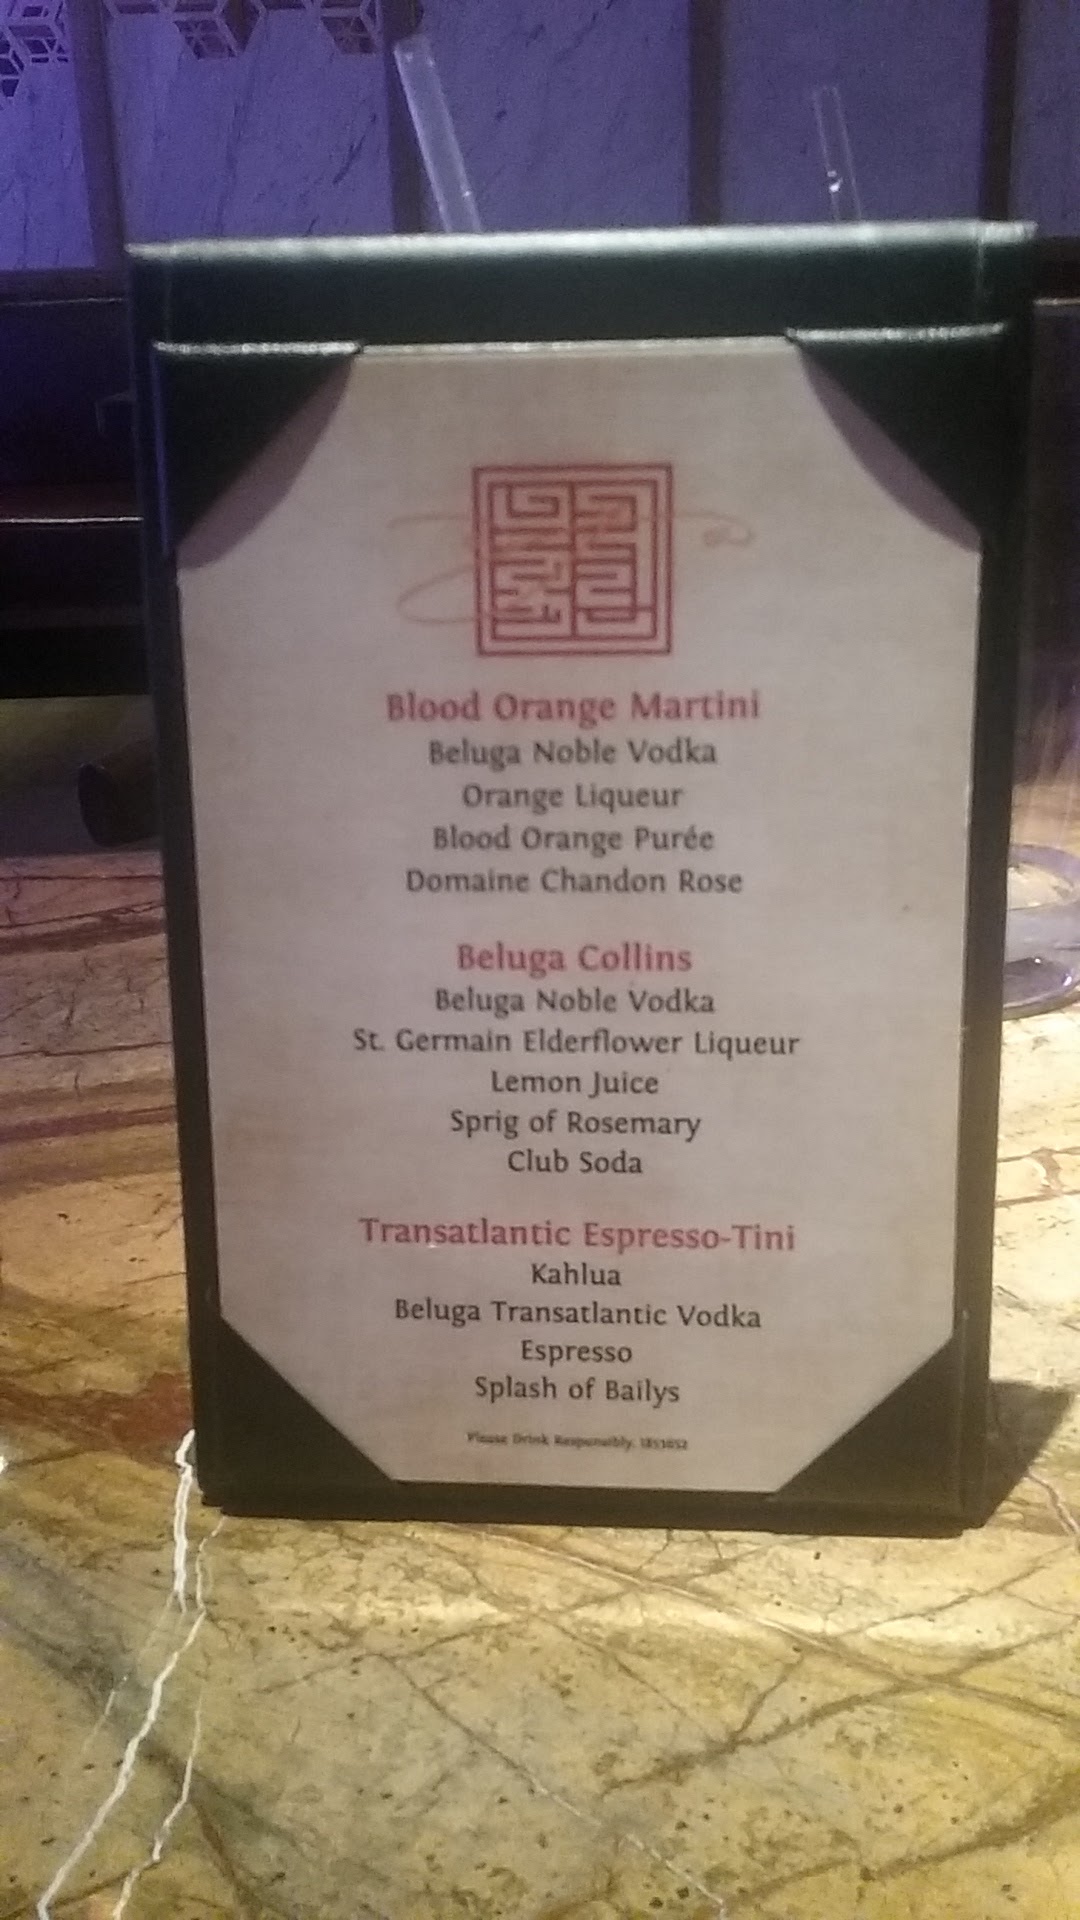 Blood Orange Martini
Beluga Noble Vodka
Orange Liqueur
Blood Orange Purée
Domaine Chandon Rose
Beluga Collins
Beluga Noble Vodka
St. Germain Elderflower Liqueur
Lemon Juice
Sprig of Rosemary
Club Soda
Transatlantic Espresso-Tini
Kahlua
Beluga Transatlantic Vodka
Espresso
Splash of Bailys
Please Drink Responsibly.